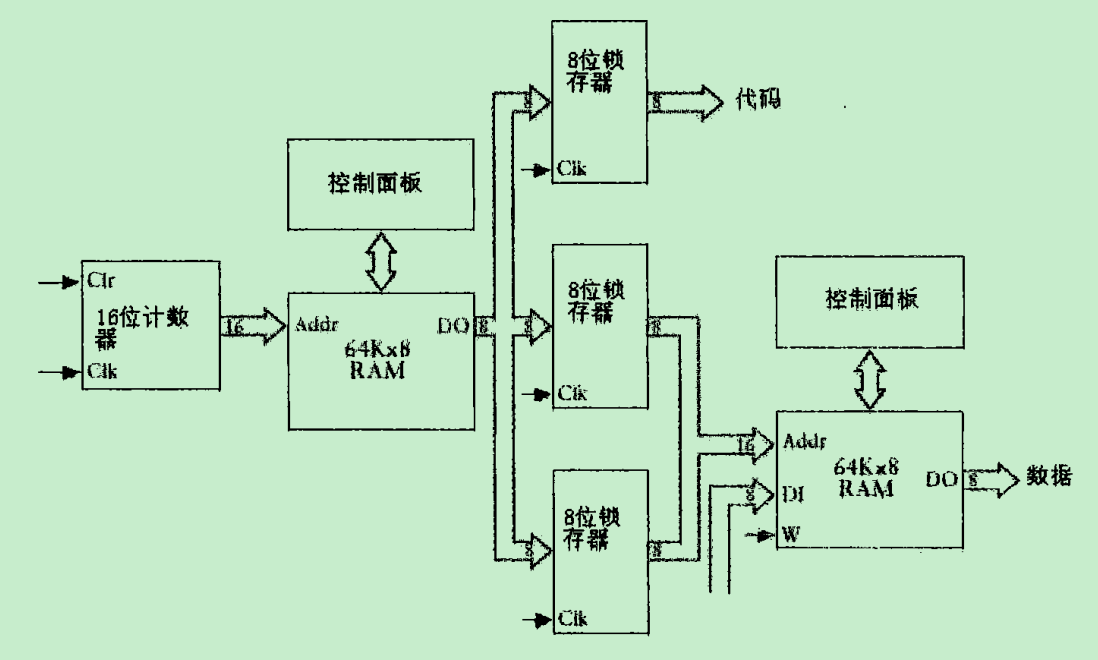 8位锁
存器
8
8
代码
Clk
控制面板
Clr
16位计数
器
Clk
16
Addr
DO
8
64Kx8
RAM
8位锁
存器
8
8
Clk
控制面板
8位锁
存器
8
8
Clk
16
Addr
64Kx8
RAM
DO
8
数据
8
DI
W